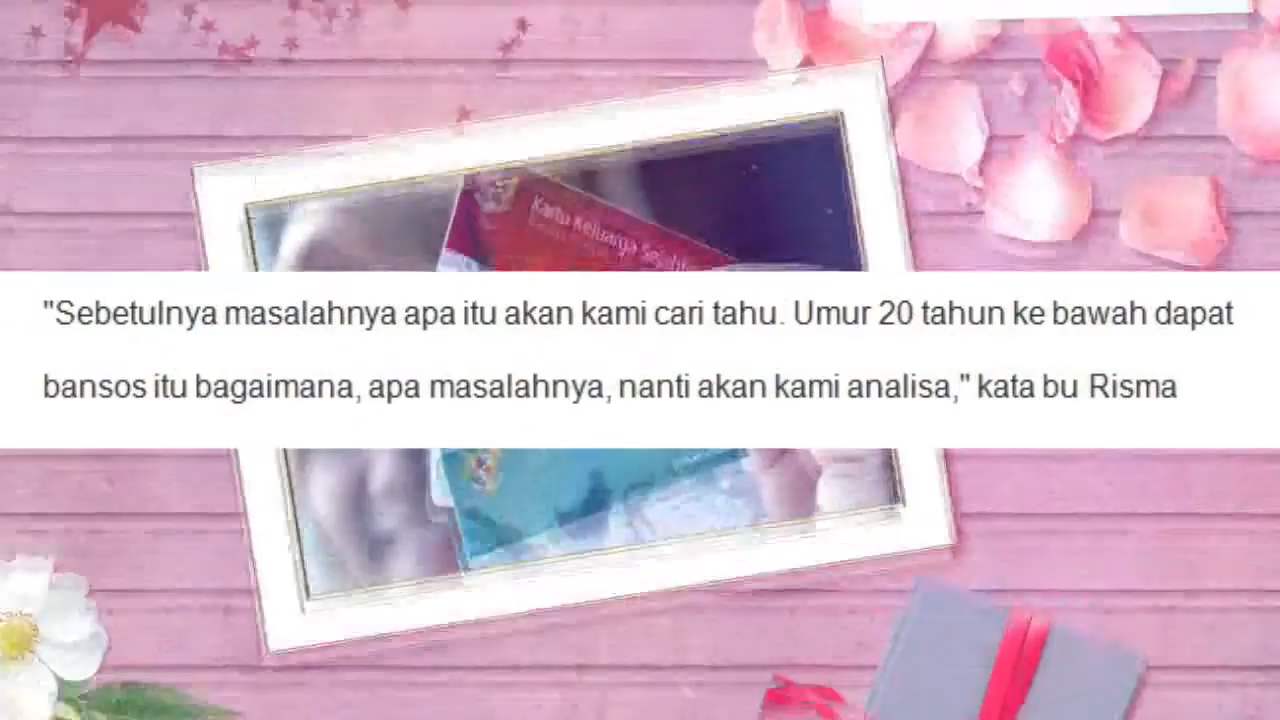 Kartu Keluarga
"Sebetulnya masalahnya apa itu akan kami cari tahu. Umur 20 tahun ke bawah dapat
bansos itu bagaimana, apa masalahnya, nanti akan kami analisa," kata bu Risma